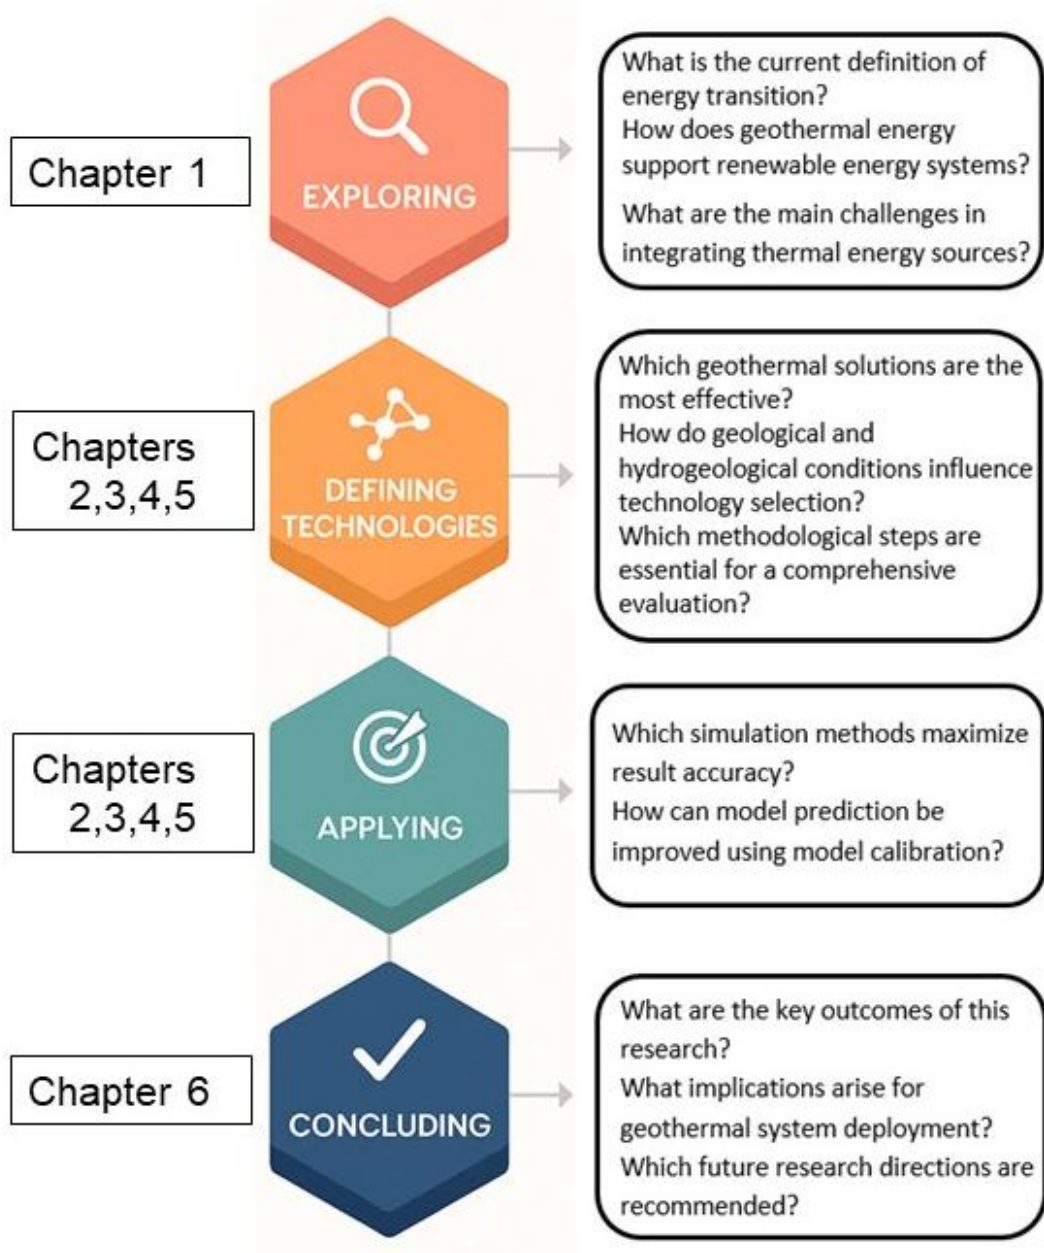 Chapter 1
EXPLORING
What is the current definition of
energy transition?
How does geothermal energy
support renewable energy systems?
What are the main challenges in
integrating thermal energy sources?
Chapters
2,3,4,5
DEFINING
TECHNOLOGIES
Which geothermal solutions are the
most effective?
How do geological and
hydrogeological conditions influence
technology selection?
Which methodological steps are
essential for a comprehensive
evaluation?
Chapters
2,3,4,5
APPLYING
Which simulation methods maximize
result accuracy?
How can model prediction be
improved using model calibration?
Chapter 6
CONCLUDING
What are the key outcomes of this
research?
What implications arise for
geothermal system deployment?
Which future research directions are
recommended?